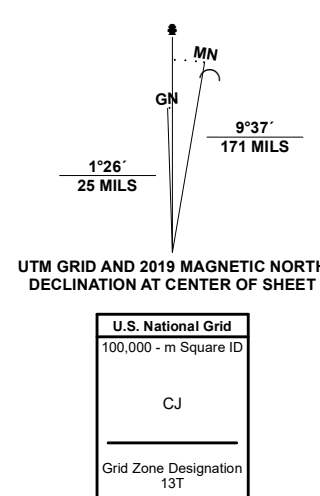 MN
GN
9°37´
171 MILS
1°26´
25 MILS
UTM GRID AND 2019 MAGNETIC NORTH
DECLINATION AT CENTER OF SHEET
U.S. National Grid
100,000 - m Square ID
CJ
Grid Zone Designation
13T